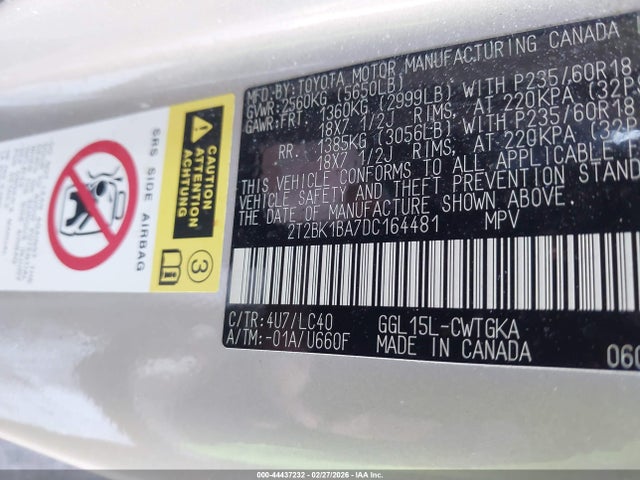 MFD.BY: TOYOTA MOTOR MANUFACTURING CANADA
GVWR: 2560KG (5650LB)
GAWR: FRT. 1360KG (2999LB) WITH P235/60R18
18X7 1/2J RIMS, AT 220KPA (32P
RR. 1385KG (3056LB) WITH P235/60R18
18X7 1/2J RIMS, AT 220KPA (32P
THIS VEHICLE CONFORMS TO ALL APPLICABLE F
VEHICLE SAFETY AND THEFT PREVENTION STAND
THE DATE OF MANUFACTURE SHOWN ABOVE.
2T2BK1BA7DC164481 MPV
C/TR: 4U7/LC40 GGL15L-CWTGKA
A/TM: -01A/U660F MADE IN CANADA
060
CAUTION
ATTENTION
ACHTUNG
3
SRS SIDE AIRBAG
000-44437232 - 02/27/2026 - IAA Inc.